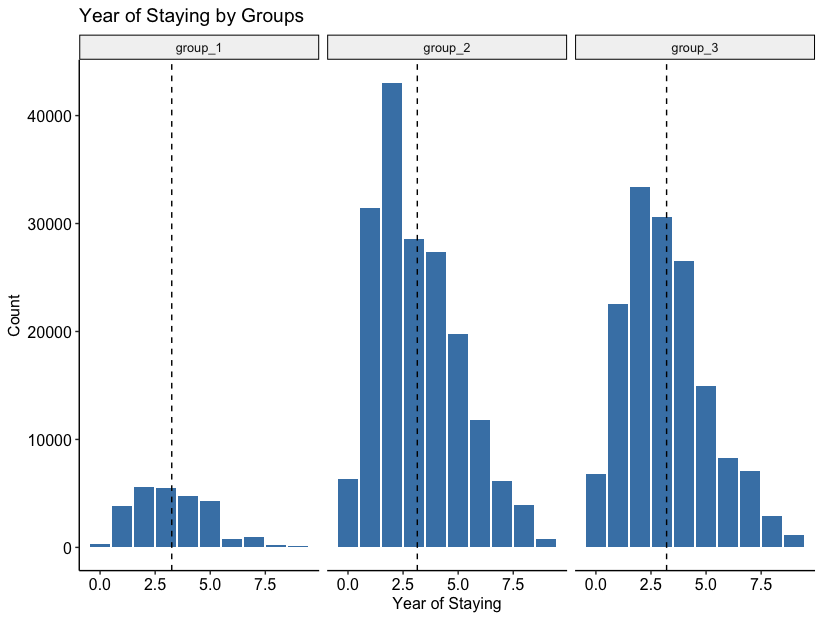 Year of Staying by Groups
group_1 group_2 group_3
Count
40000
30000
20000
10000
0
0.0 2.5 5.0 7.5 0.0 2.5 5.0 7.5 0.0 2.5 5.0 7.5
Year of Staying